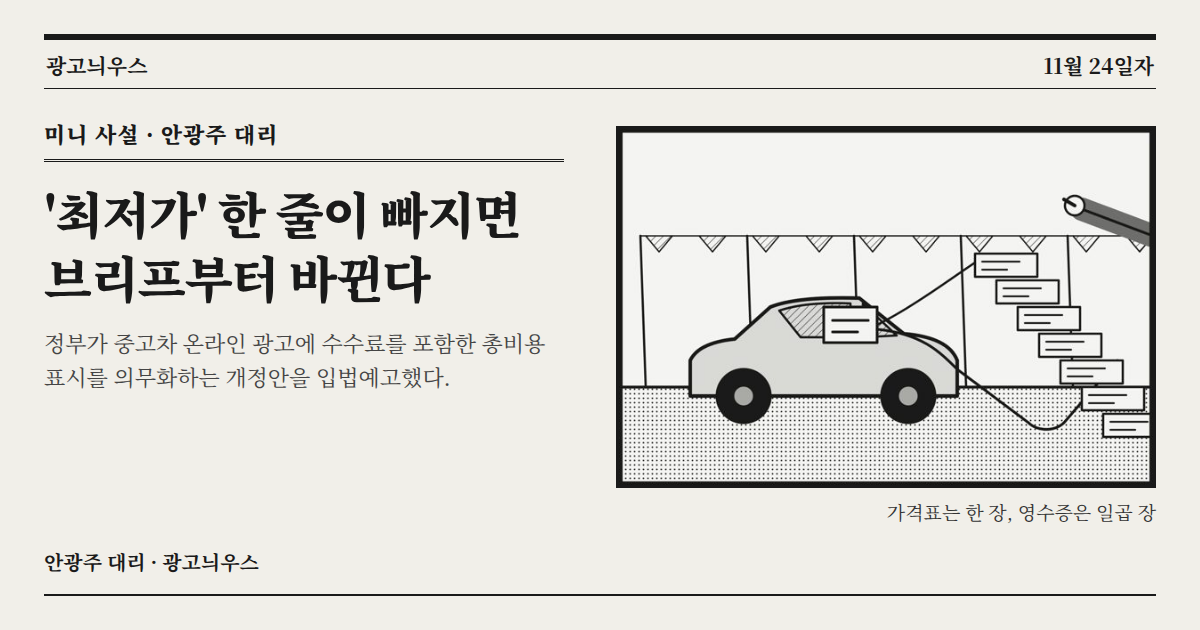 광고늬우스
11월 24일자
미니 사설 · 안광주 대리
'최저가' 한 줄이 빠지면
브리프부터 바뀐다
정부가 중고차 온라인 광고에 수수료를 포함한 총비용
표시를 의무화하는 개정안을 입법예고했다.
가격표는 한 장, 영수증은 일곱 장
안광주 대리 · 광고늬우스